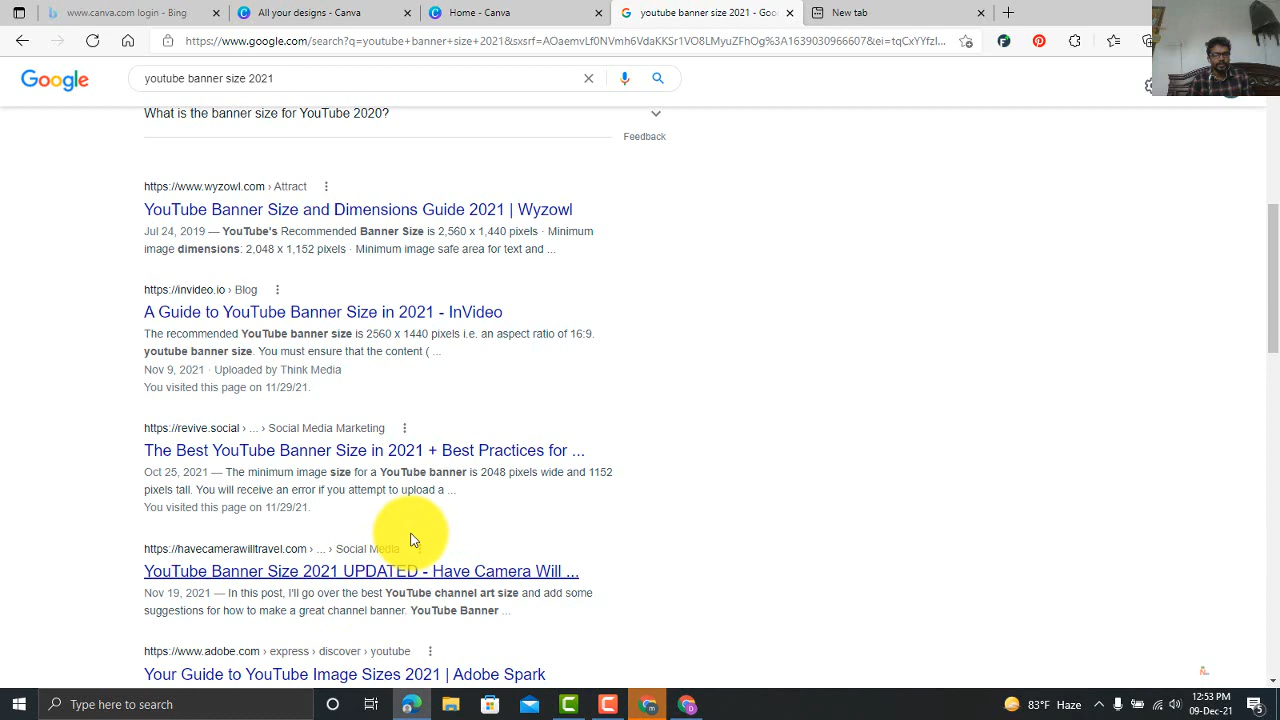 www.canva.com login - Bing
All your designs - Canva
Home - Canva
youtube banner size 2021 - Goo
New tab
https://www.google.com/search?q=youtube+banner+size+2021&sxsrf=AOaemvLf0NVmh6VdaKKSr1VO8LMyuZFhOg%3A1639030966607&ei=tqCxYYfzI...
Google
youtube banner size 2021
What is the banner size for YouTube 2020?
Feedback
https://www.wyzowl.com › Attract
YouTube Banner Size and Dimensions Guide 2021 | Wyzowl
Jul 24, 2019 — YouTube's Recommended Banner Size is 2,560 x 1,440 pixels · Minimum
image dimensions: 2,048 x 1,152 pixels · Minimum image safe area for text and ...
https://invideo.io › Blog
A Guide to YouTube Banner Size in 2021 - InVideo
The recommended YouTube banner size is 2560 x 1440 pixels i.e. an aspect ratio of 16:9.
youtube banner size. You must ensure that the content ( ...
Nov 9, 2021 · Uploaded by Think Media
You visited this page on 11/29/21.
https://revive.social › ... › Social Media Marketing
The Best YouTube Banner Size in 2021 + Best Practices for ...
Oct 25, 2021 — The minimum image size for a YouTube banner is 2048 pixels wide and 1152
pixels tall. You will receive an error if you attempt to upload a ...
You visited this page on 11/29/21.
https://havecamerawilltravel.com › ... › Social Media
YouTube Banner Size 2021 UPDATED - Have Camera Will ...
Nov 19, 2021 — In this post, I'll go over the best YouTube channel art size and add some
suggestions for how to make a great channel banner. YouTube Banner ...
https://www.adobe.com › express › discover › youtube
Your Guide to YouTube Image Sizes 2021 | Adobe Spark
Type here to search
83°F Haze
12:53 PM
09-Dec-21
5